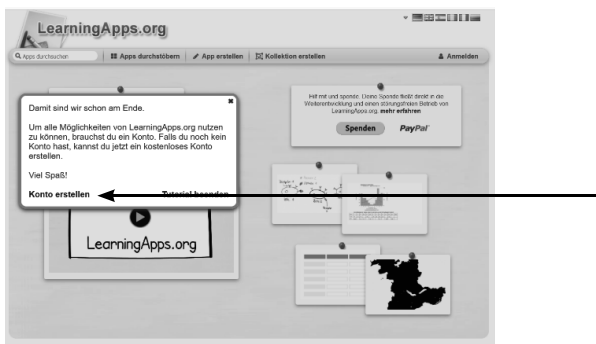 LearningApps.org
Apps durchsuchen
Apps durchstöbern
App erstellen
Kollektion erstellen
Anmelden
Damit sind wir schon am Ende.
Um alle Möglichkeiten von LearningApps.org nutzen
zu können, brauchst du ein Konto. Falls du noch kein
Konto hast, kannst du jetzt ein kostenloses Konto
erstellen.
Viel Spaß!
Konto erstellen
Tutorial beenden
Hilf mit und spende. Deine Spende fließt direkt in die
Weiterentwicklung und einen störungsfreien Betrieb von
LearningApps.org. mehr erfahren
Spenden
PayPal
LearningApps.org